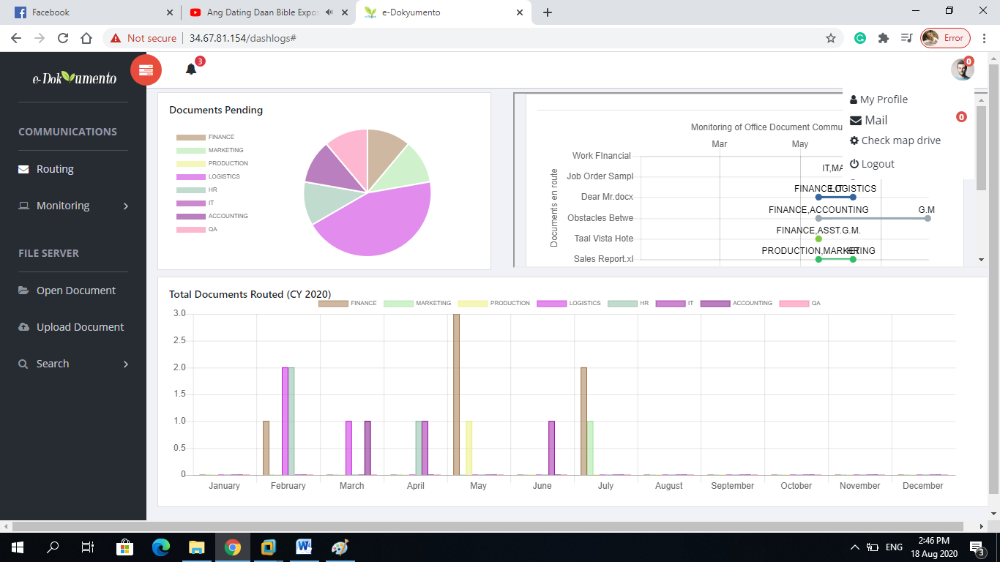 Facebook
Ang Dating Daan Bible Expos
e-Dokyumento
Not secure
34.67.81.154/dashlogs#
Error
e-Dokyumento
3
0
COMMUNICATIONS
Routing
Monitoring
FILE SERVER
Open Document
Upload Document
Search
My Profile
Mail
0
Check map drive
Logout
Documents Pending
FINANCE
MARKETING
PRODUCTION
LOGISTICS
HR
IT
ACCOUNTING
QA
Monitoring of Office Document Commu
Mar May
Documents en route
Work FInancial
IT,MA
Job Order Sampl
FINANCE,IT LOGISTICS
Dear Mr.docx
FINANCE,ACCOUNTING G.M
Obstacles Betwe
FINANCE,ASST.G.M.
Taal Vista Hote
PRODUCTION,MARKETING HR
Sales Report.xl
Total Documents Routed (CY 2020)
FINANCE MARKETING PRODUCTION LOGISTICS HR IT ACCOUNTING QA
3.0
2.5
2.0
1.5
1.0
0.5
0
January February March April May June July August September October November December
ENG
2:46 PM
18 Aug 2020
3